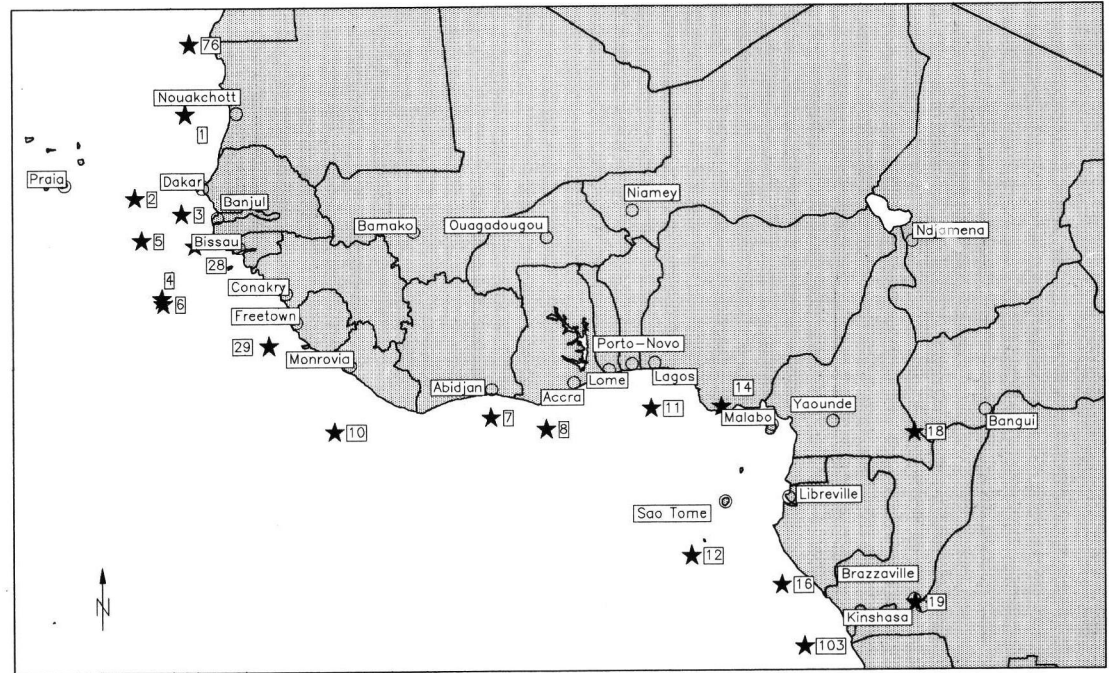 76
Nouakchott
1
Praia
Dakar
2
3
Banjul
Niamey
Bamako
Ouagadougou
Ndjamena
5
Bissau
28
4
6
Conakry
Freetown
29
Monrovia
Porto-Novo
Lagos
Lome
Abidjan
Accra
14
Malabo
Yaounde
Bangui
7
8
10
11
18
Libreville
Sao Tome
12
16
Brazzaville
19
Kinshasa
103
N